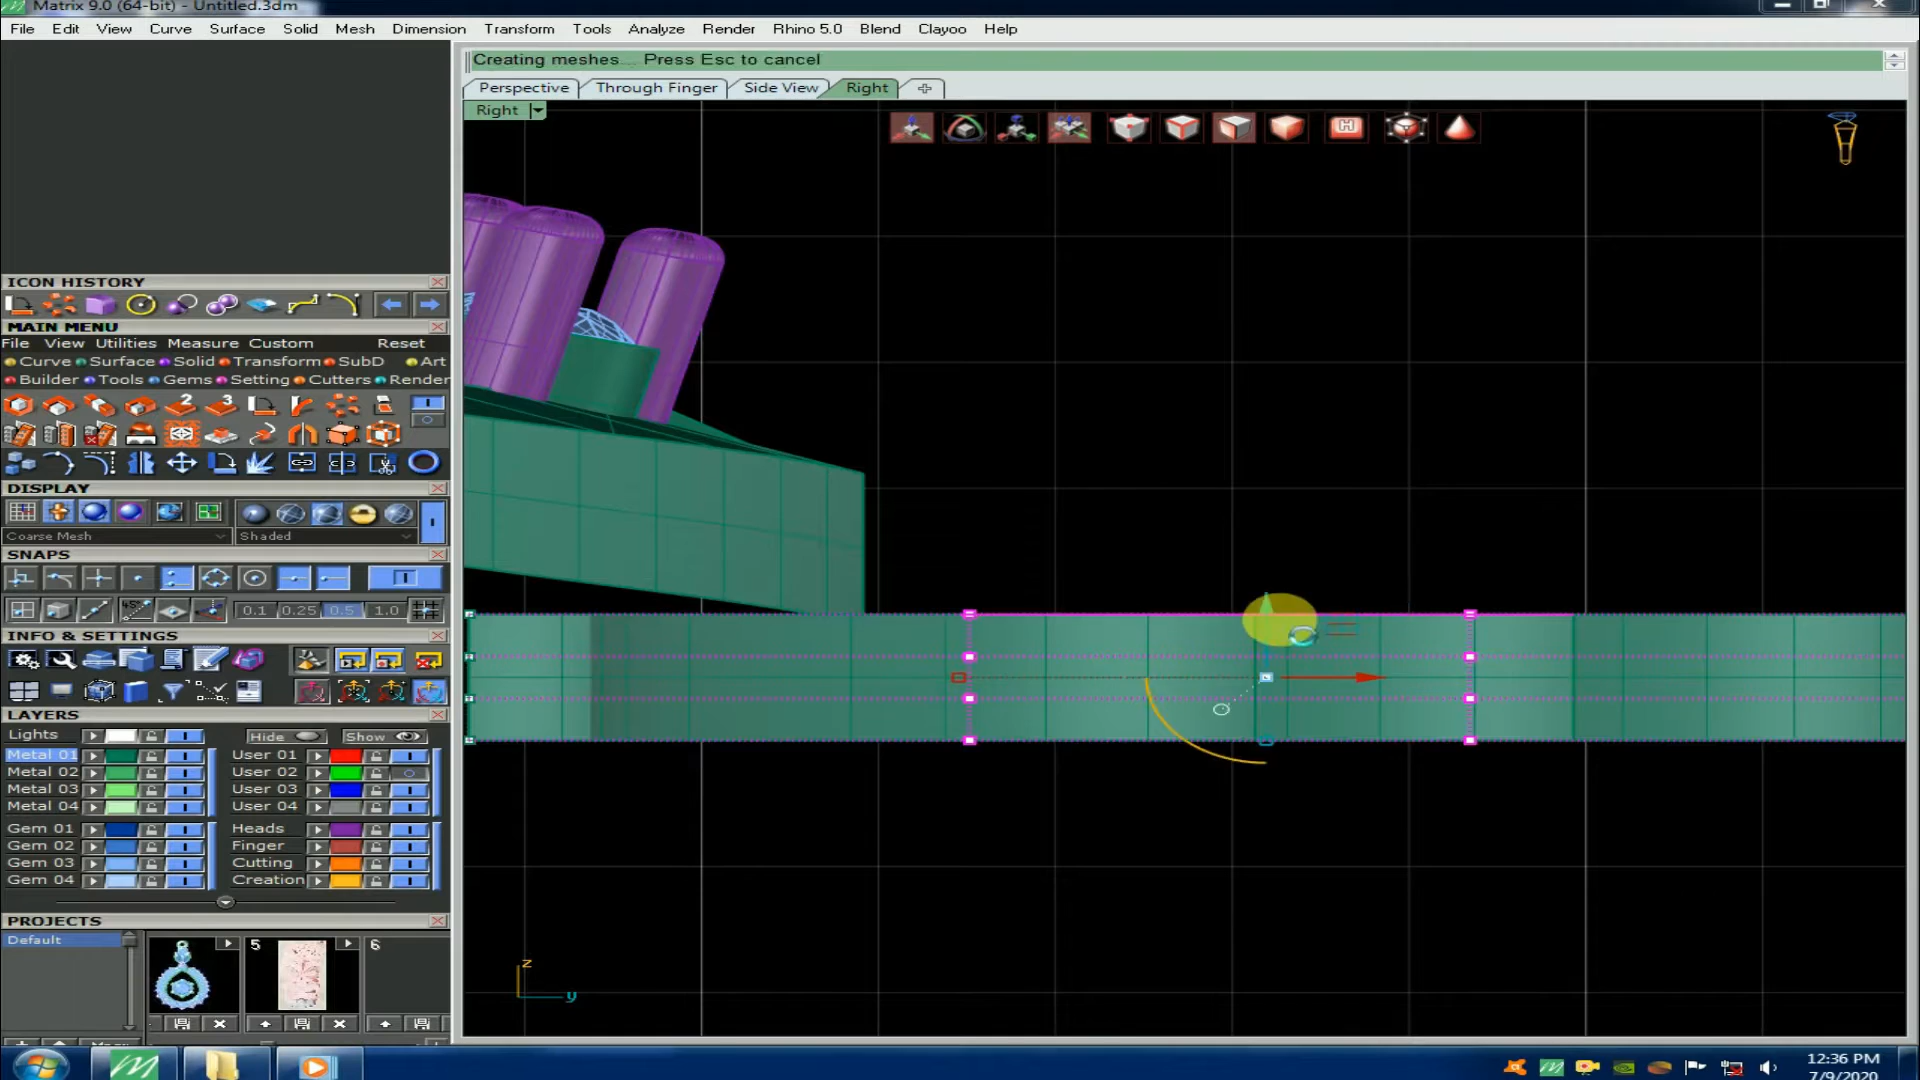 Matrix 9.0 (64-bit) - Untitled.3dm
File Edit View Curve Surface Solid Mesh Dimension Transform Tools Analyze Render Rhino 5.0 Blend Clayoo Help
Creating meshes... Press Esc to cancel
Perspective Through Finger Side View Right
Right
H
ICON HISTORY
MAIN MENU
File View Utilities Measure Custom Reset
Curve Surface Solid Transform SubD Art
Builder Tools Gems Setting Cutters Render
2 3
DISPLAY
Coarse Mesh Shaded
SNAPS
45°
0.1 0.25 0.5 1.0
INFO & SETTINGS
LAYERS
Lights Hide Show
Metal 01 User 01
Metal 02 User 02
Metal 03 User 03
Metal 04 User 04
Gem 01 Heads
Gem 02 Finger
Gem 03 Cutting
Gem 04 Creation
PROJECTS
Default 5 6
z
y
12:36 PM
7/9/2020